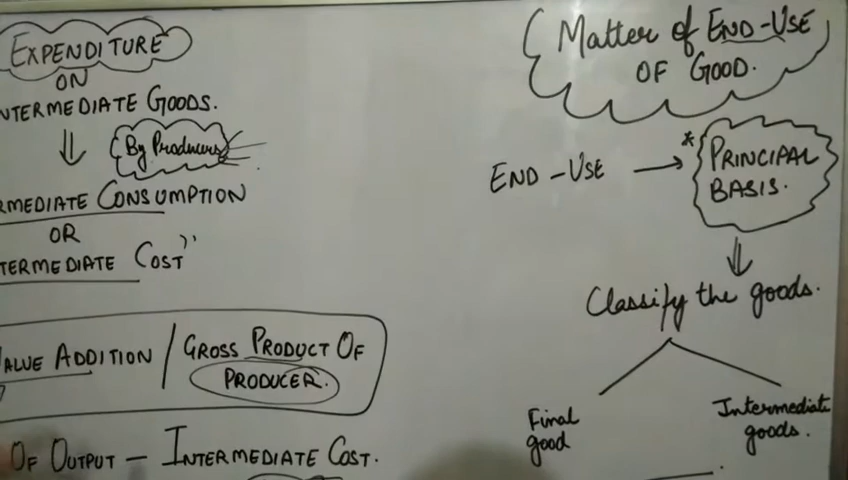 EXPENDITURE
ON
NTERMEDIATE GOODS.
By Producers
RMEDIATE CONSUMPTION
OR
TERMEDIATE COST"
ALUE ADDITION / GROSS PRODUCT OF
PRODUCER.
OF OUTPUT — INTERMEDIATE COST.
Matter of END-USE
OF GOOD.
END-USE → * PRINCIPAL
BASIS.
Classify the goods.
Final
good
Intermediate
goods.